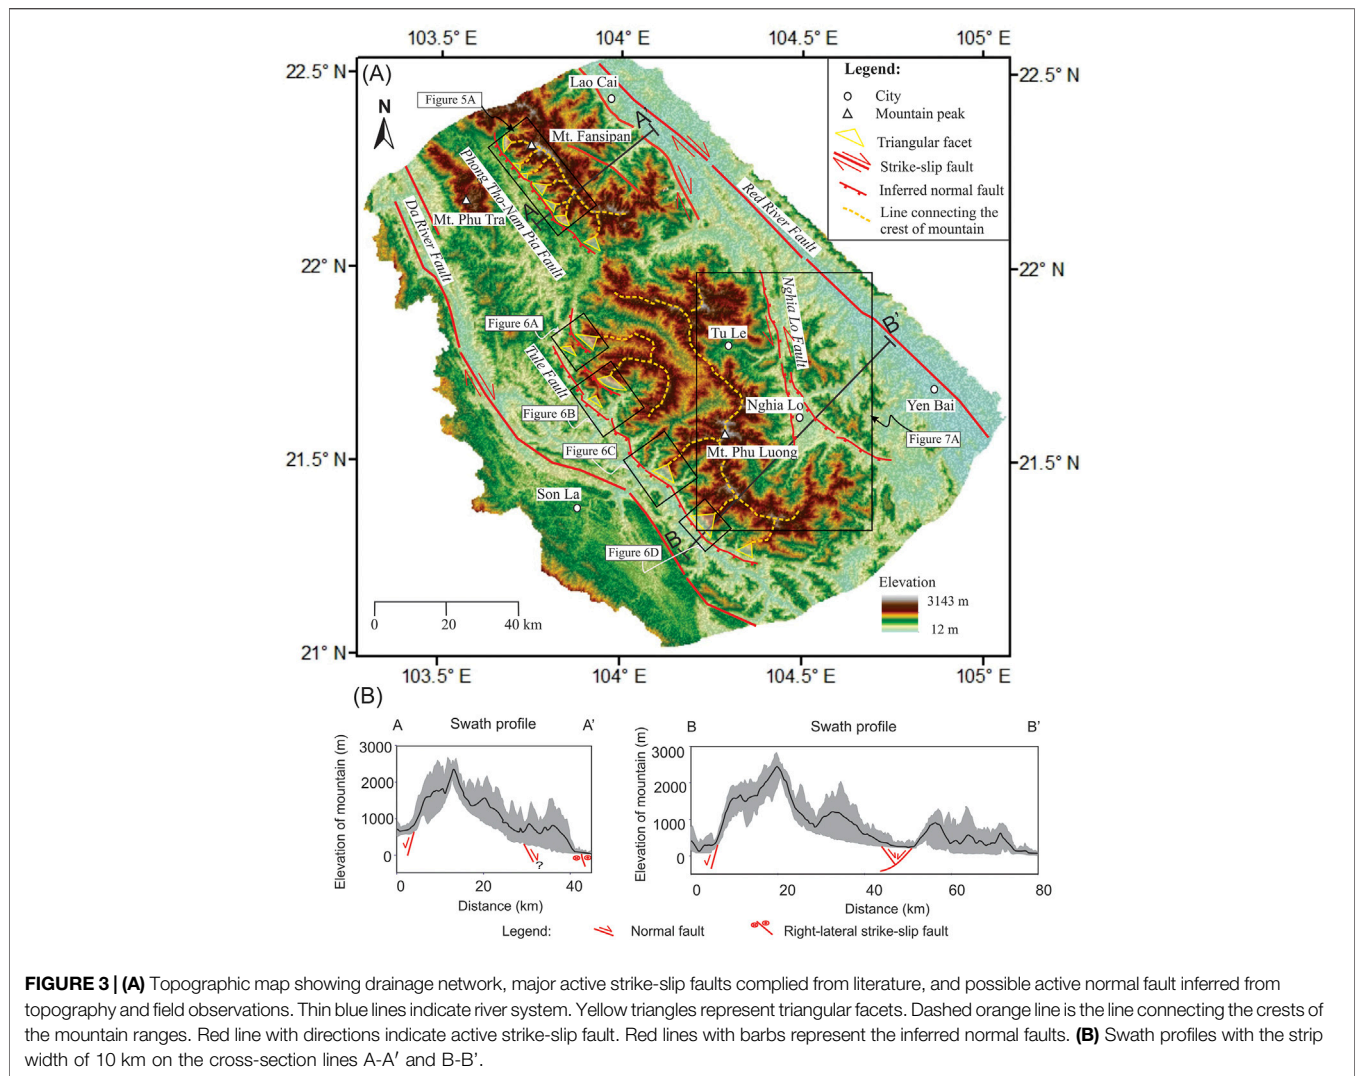 103.5° E
104° E
104.5° E
105° E
22.5° N
22.5° N
(A)
Lao Cai
Legend:
City
Mountain peak
Triangular facet
Strike-slip fault
Inferred normal fault
Line connecting the
crest of mountain
Figure 5A
N
Mt. Fansipan
A'
Phong Tho-Nam Pia Fault
Mt. Phu Tra
A
Da River Fault
Red River Fault
22° N
22° N
Nghia Lo Fault
Figure 6A
Tu Le
B'
Tule Fault
Yen Bai
Figure 6B
Nghia Lo
Figure 7A
Figure 6C
Mt. Phu Luong
21.5° N
21.5° N
Son La
B
Figure 6D
Elevation
3143 m
12 m
0 20 40 km
21° N
103.5° E
104° E
104.5° E
105° E
(B)
A Swath profile A'
Elevation of mountain (m)
3000
2000
1000
0
?
0 20 40
Distance (km)
B Swath profile B'
Elevation of mountain (m)
3000
2000
1000
0
0 20 40 60 80
Distance (km)
Legend: Normal fault Right-lateral strike-slip fault
FIGURE 3 | (A) Topographic map showing drainage network, major active strike-slip faults complied from literature, and possible active normal fault inferred from
topography and field observations. Thin blue lines indicate river system. Yellow triangles represent triangular facets. Dashed orange line is the line connecting the crests of
the mountain ranges. Red line with directions indicate active strike-slip fault. Red lines with barbs represent the inferred normal faults. (B) Swath profiles with the strip
width of 10 km on the cross-section lines A-A′ and B-B’.